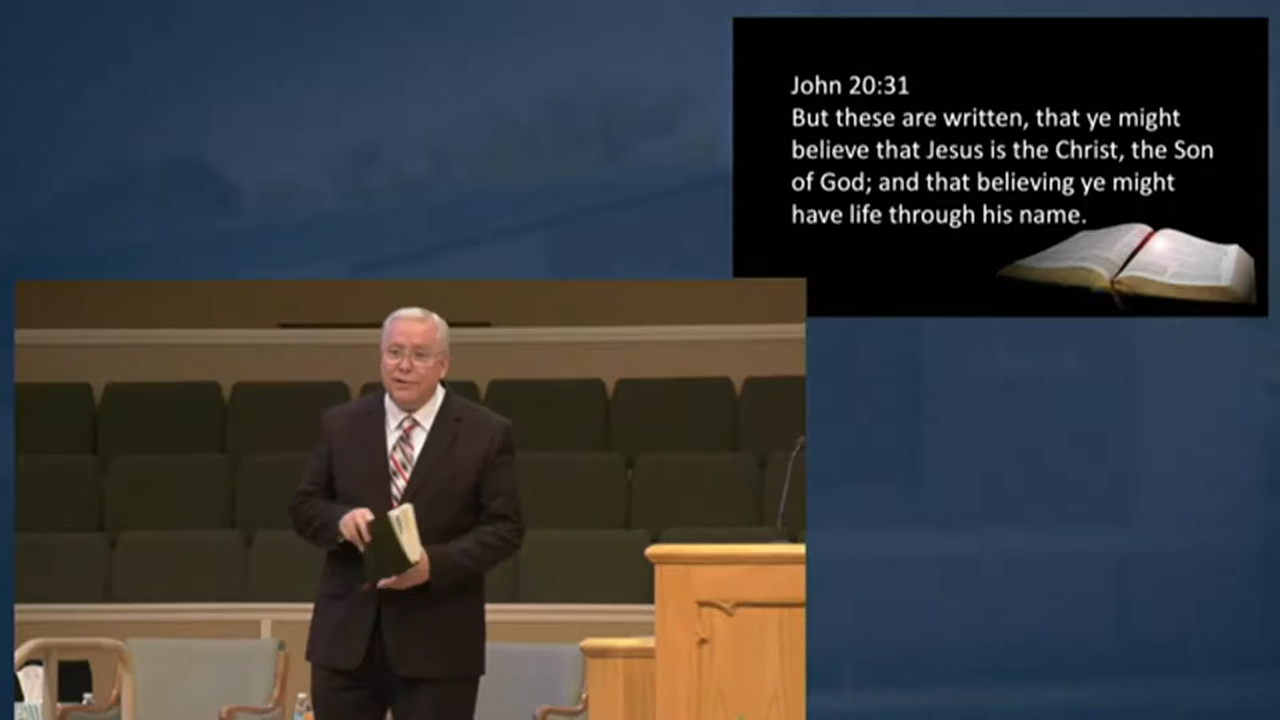 John 20:31
But these are written, that ye might
believe that Jesus is the Christ, the Son
of God; and that believing ye might
have life through his name.